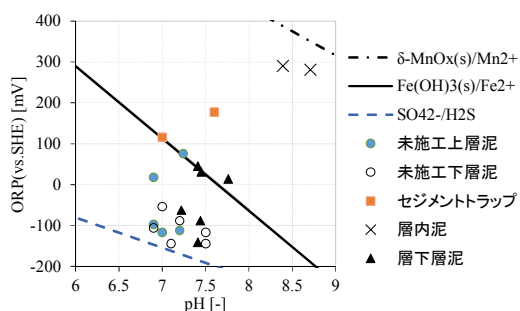 400
300
200
100
0
-100
-200
ORP(vs.SHE) [mV]
6 6.5 7 7.5 8 8.5 9
pH [-]
δ-MnOx(s)/Mn2+
Fe(OH)3(s)/Fe2+
SO42-/H2S
未施工上層泥
未施工下層泥
セジメントトラップ
層内泥
層下層泥